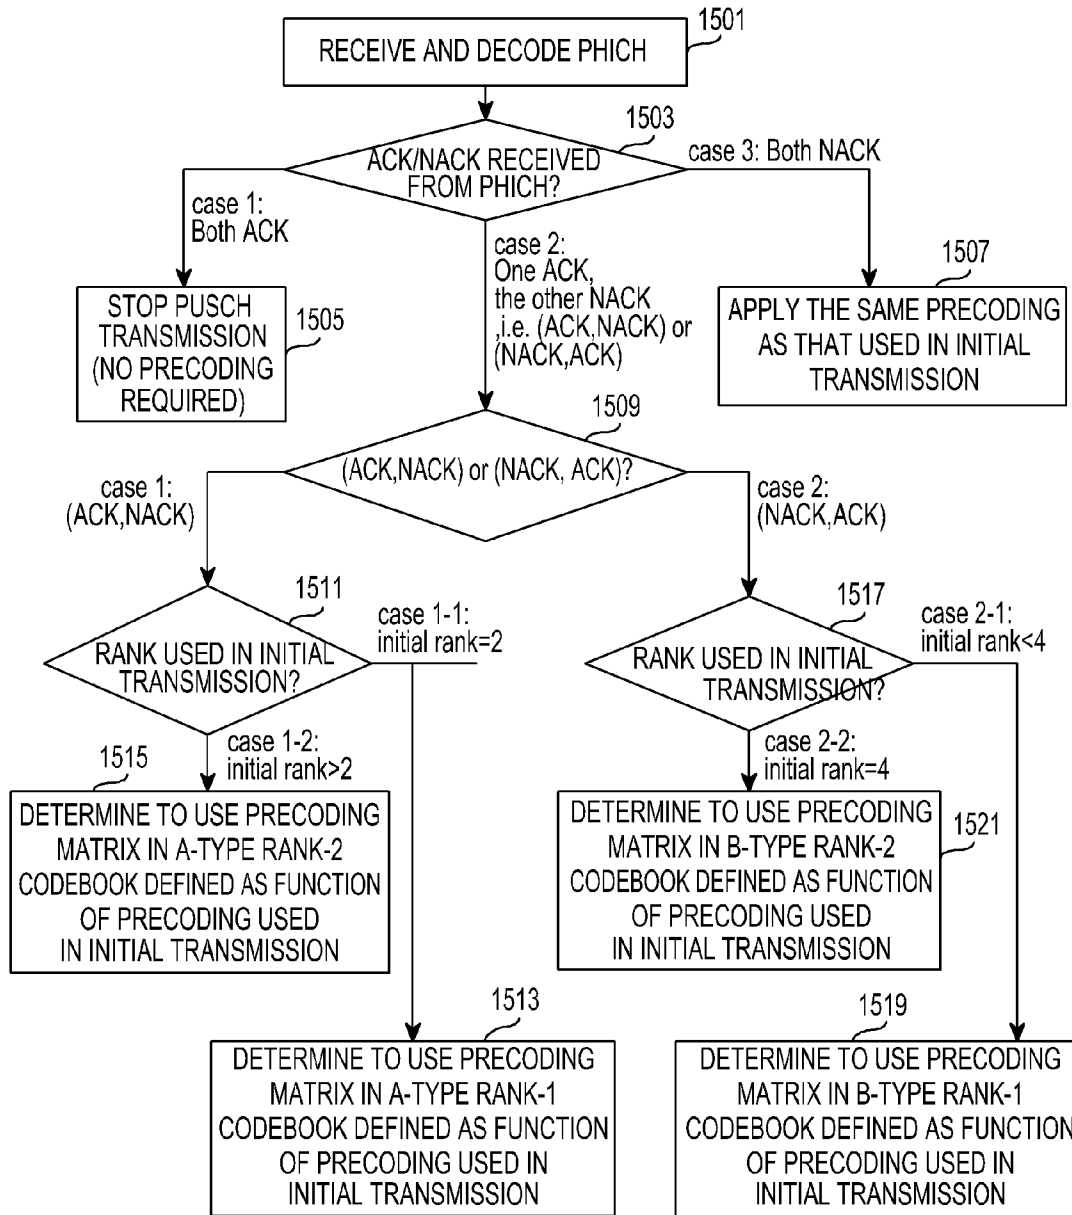 RECEIVE AND DECODE PHICH
1501
1503
ACK/NACK RECEIVED
FROM PHICH?
case 3: Both NACK
case 1:
Both ACK
case 2:
One ACK,
the other NACK
,i.e. (ACK,NACK) or
(NACK,ACK)
STOP PUSCH
TRANSMISSION
(NO PRECODING
REQUIRED)
1505
1507
APPLY THE SAME PRECODING
AS THAT USED IN INITIAL
TRANSMISSION
1509
(ACK,NACK) or (NACK, ACK)?
case 1:
(ACK,NACK)
case 2:
(NACK,ACK)
1511
RANK USED IN INITIAL
TRANSMISSION?
case 1-1:
initial rank=2
1517
RANK USED IN INITIAL
TRANSMISSION?
case 2-1:
initial rank<4
case 1-2:
initial rank>2
1515
DETERMINE TO USE PRECODING
MATRIX IN A-TYPE RANK-2
CODEBOOK DEFINED AS FUNCTION
OF PRECODING USED
IN INITIAL TRANSMISSION
case 2-2:
initial rank=4
DETERMINE TO USE PRECODING
MATRIX IN B-TYPE RANK-2
CODEBOOK DEFINED AS FUNCTION
OF PRECODING USED
IN INITIAL TRANSMISSION
1521
1513
DETERMINE TO USE PRECODING
MATRIX IN A-TYPE RANK-1
CODEBOOK DEFINED AS FUNCTION
OF PRECODING USED IN
INITIAL TRANSMISSION
1519
DETERMINE TO USE PRECODING
MATRIX IN B-TYPE RANK-1
CODEBOOK DEFINED AS FUNCTION
OF PRECODING USED IN
INITIAL TRANSMISSION